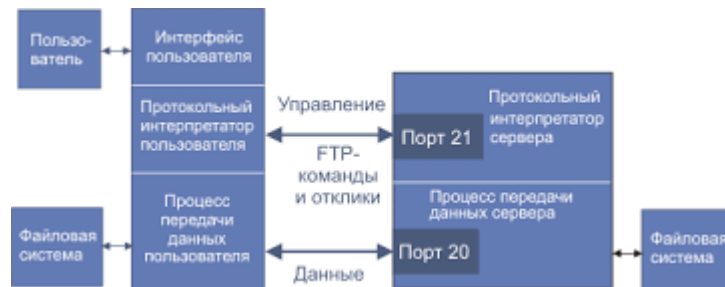 Пользо-
ватель
Интерфейс
пользователя
Протокольный
интерпретатор
пользователя
Управление
FTP-
команды
и отклики
Порт 21
Протокольный
интерпретатор
сервера
Файловая
система
Процесс
передачи
данных
пользователя
Данные
Процесс передачи
данных сервера
Порт 20
Файловая
система